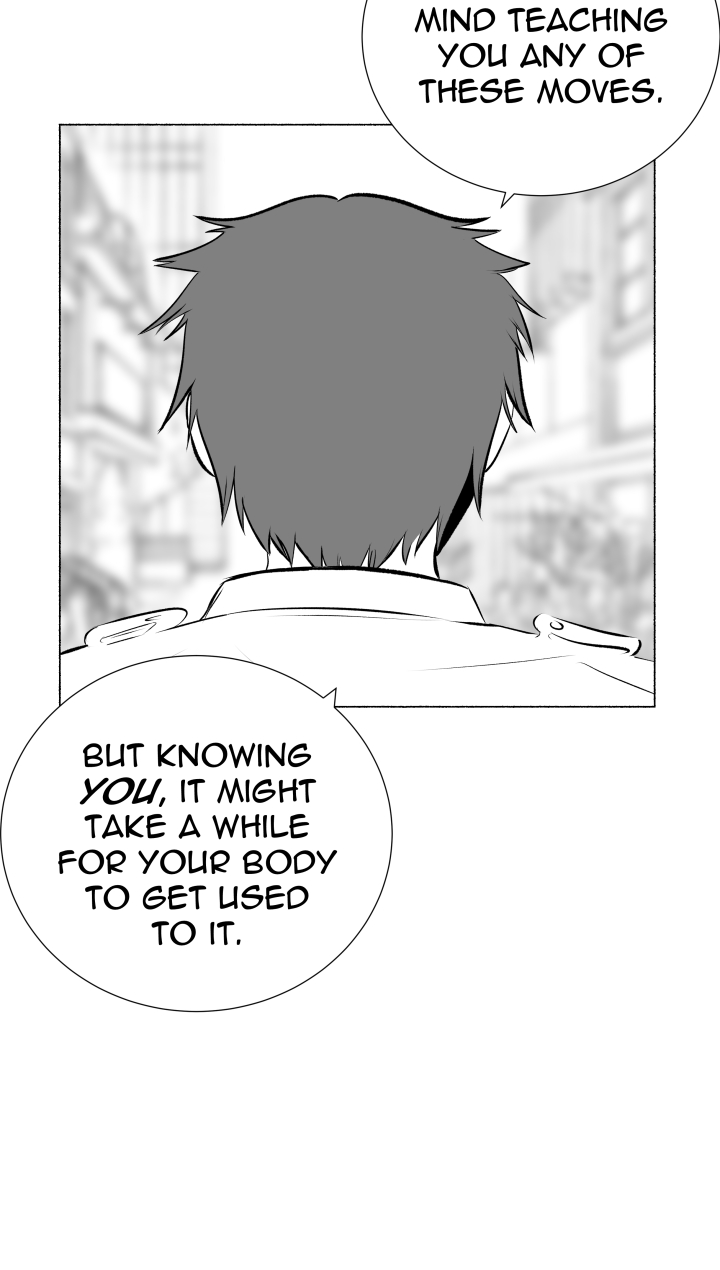 MIND TEACHING
YOU ANY OF
THESE MOVES.
BUT KNOWING
YOU, IT MIGHT
TAKE A WHILE
FOR YOUR BODY
TO GET USED
TO IT.